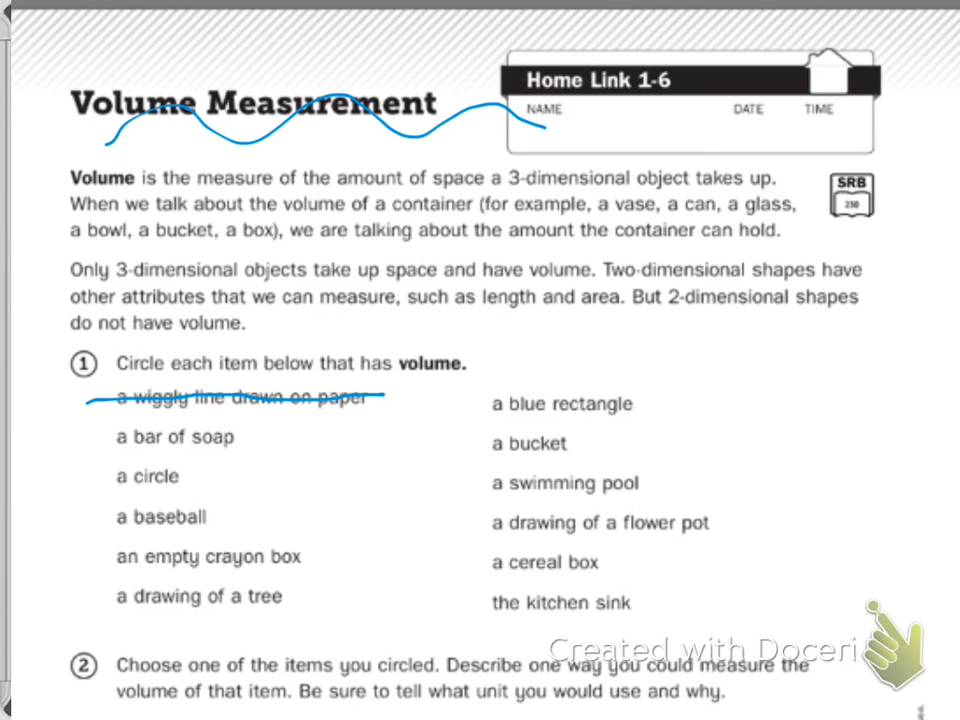 Volume Measurement
Home Link 1-6
NAME DATE TIME
Volume is the measure of the amount of space a 3-dimensional object takes up.
When we talk about the volume of a container (for example, a vase, a can, a glass,
a bowl, a bucket, a box), we are talking about the amount the container can hold.
SRB
230
Only 3-dimensional objects take up space and have volume. Two-dimensional shapes have
other attributes that we can measure, such as length and area. But 2-dimensional shapes
do not have volume.
1 Circle each item below that has volume.
a wiggly line drawn on paper
a bar of soap
a circle
a baseball
an empty crayon box
a drawing of a tree
a blue rectangle
a bucket
a swimming pool
a drawing of a flower pot
a cereal box
the kitchen sink
Created with Doceri
2 Choose one of the items you circled. Describe one way you could measure the
volume of that item. Be sure to tell what unit you would use and why.